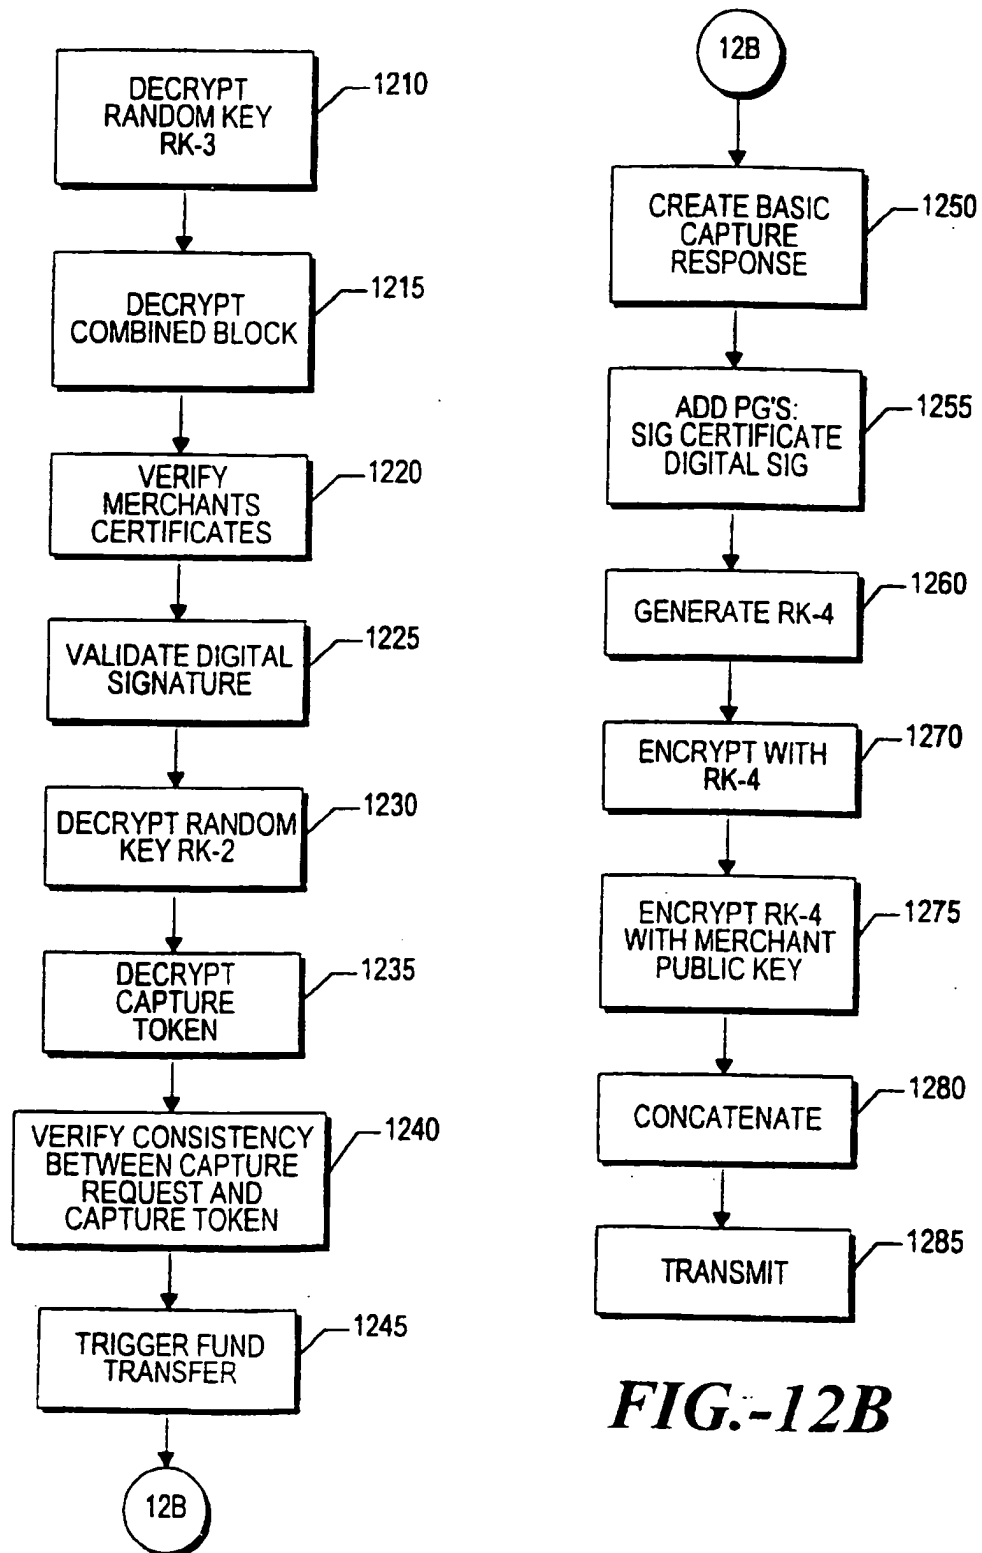 DECRYPT
RANDOM KEY
RK-3
1210
DECRYPT
COMBINED BLOCK
1215
VERIFY
MERCHANTS
CERTIFICATES
1220
VALIDATE DIGITAL
SIGNATURE
1225
DECRYPT RANDOM
KEY RK-2
1230
DECRYPT
CAPTURE
TOKEN
1235
VERIFY CONSISTENCY
BETWEEN CAPTURE
REQUEST AND
CAPTURE TOKEN
1240
TRIGGER FUND
TRANSFER
1245
12B
12B
CREATE BASIC
CAPTURE
RESPONSE
1250
ADD PG'S:
SIG CERTIFICATE
DIGITAL SIG
1255
GENERATE RK-4
1260
ENCRYPT WITH
RK-4
1270
ENCRYPT RK-4
WITH MERCHANT
PUBLIC KEY
1275
CONCATENATE
1280
TRANSMIT
1285
FIG.-12B